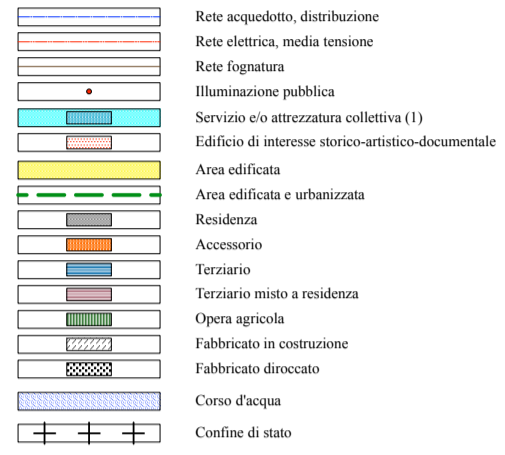 Rete acquedotto, distribuzione
Rete elettrica, media tensione
Rete fognatura
Illuminazione pubblica
Servizio e/o attrezzatura collettiva (1)
Edificio di interesse storico-artistico-documentale
Area edificata
Area edificata e urbanizzata
Residenza
Accessorio
Terziario
Terziario misto a residenza
Opera agricola
Fabbricato in costruzione
Fabbricato diroccato
Corso d'acqua
Confine di stato